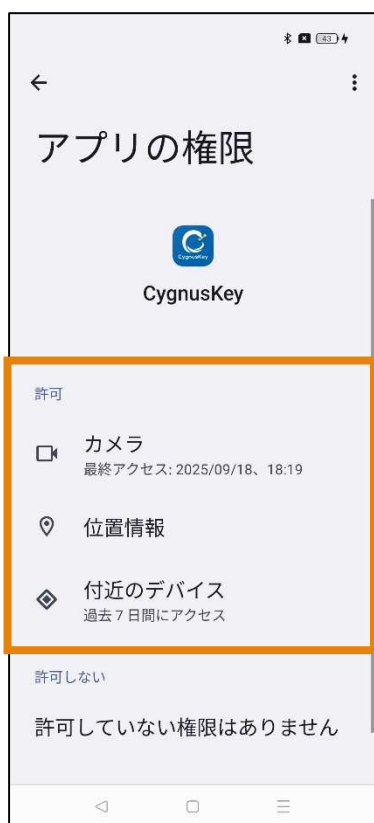 43
アプリの権限
CygnusKey
CygnusKey
許可
カメラ
最終アクセス: 2025/09/18、18:19
位置情報
付近のデバイス
過去 7 日間にアクセス
許可しない
許可していない権限はありません